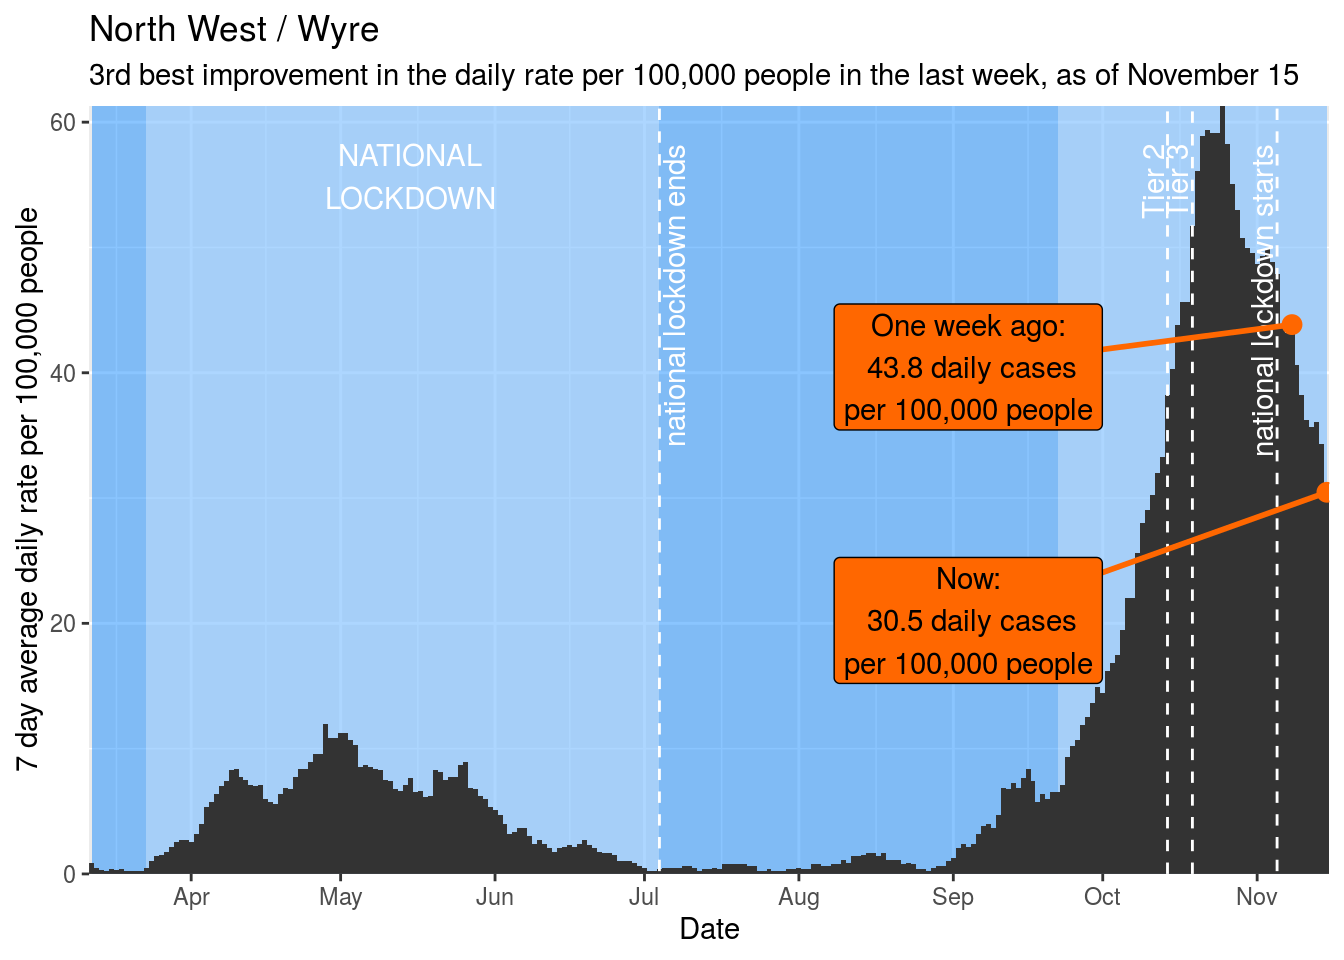 North West / Wyre
3rd best improvement in the daily rate per 100,000 people in the last week, as of November 15
7 day average daily rate per 100,000 people
60
40
20
0
NATIONAL
LOCKDOWN
national lockdown ends
Tier 2
Tier 3
national lockdown starts
One week ago:
43.8 daily cases
per 100,000 people
Now:
30.5 daily cases
per 100,000 people
Apr May Jun Jul Aug Sep Oct Nov
Date